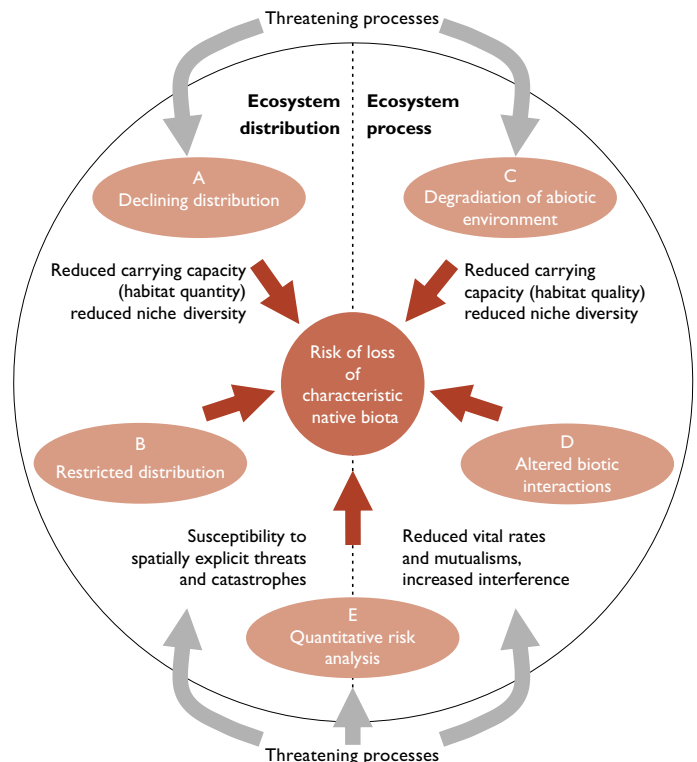 Threatening processes
Ecosystem
distribution
Ecosystem
process
A
Declining distribution
C
Degradation of abiotic
environment
Reduced carrying capacity
(habitat quantity)
reduced niche diversity
Reduced carrying
capacity (habitat quality)
reduced niche diversity
Risk of loss
of
characteristic
native biota
B
Restricted distribution
D
Altered biotic
interactions
Susceptibility to
spatially explicit threats
and catastrophes
Reduced vital rates
and mutualisms,
increased interference
E
Quantitative risk
analysis
Threatening processes